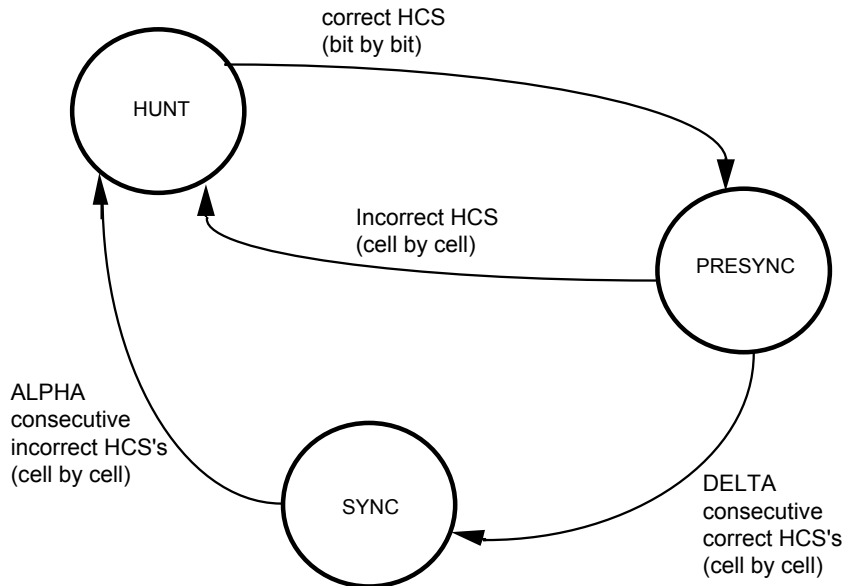 correct HCS
(bit by bit)
HUNT
Incorrect HCS
(cell by cell)
PRESYNC
ALPHA
consecutive
incorrect HCS's
(cell by cell)
SYNC
DELTA
consecutive
correct HCS's
(cell by cell)